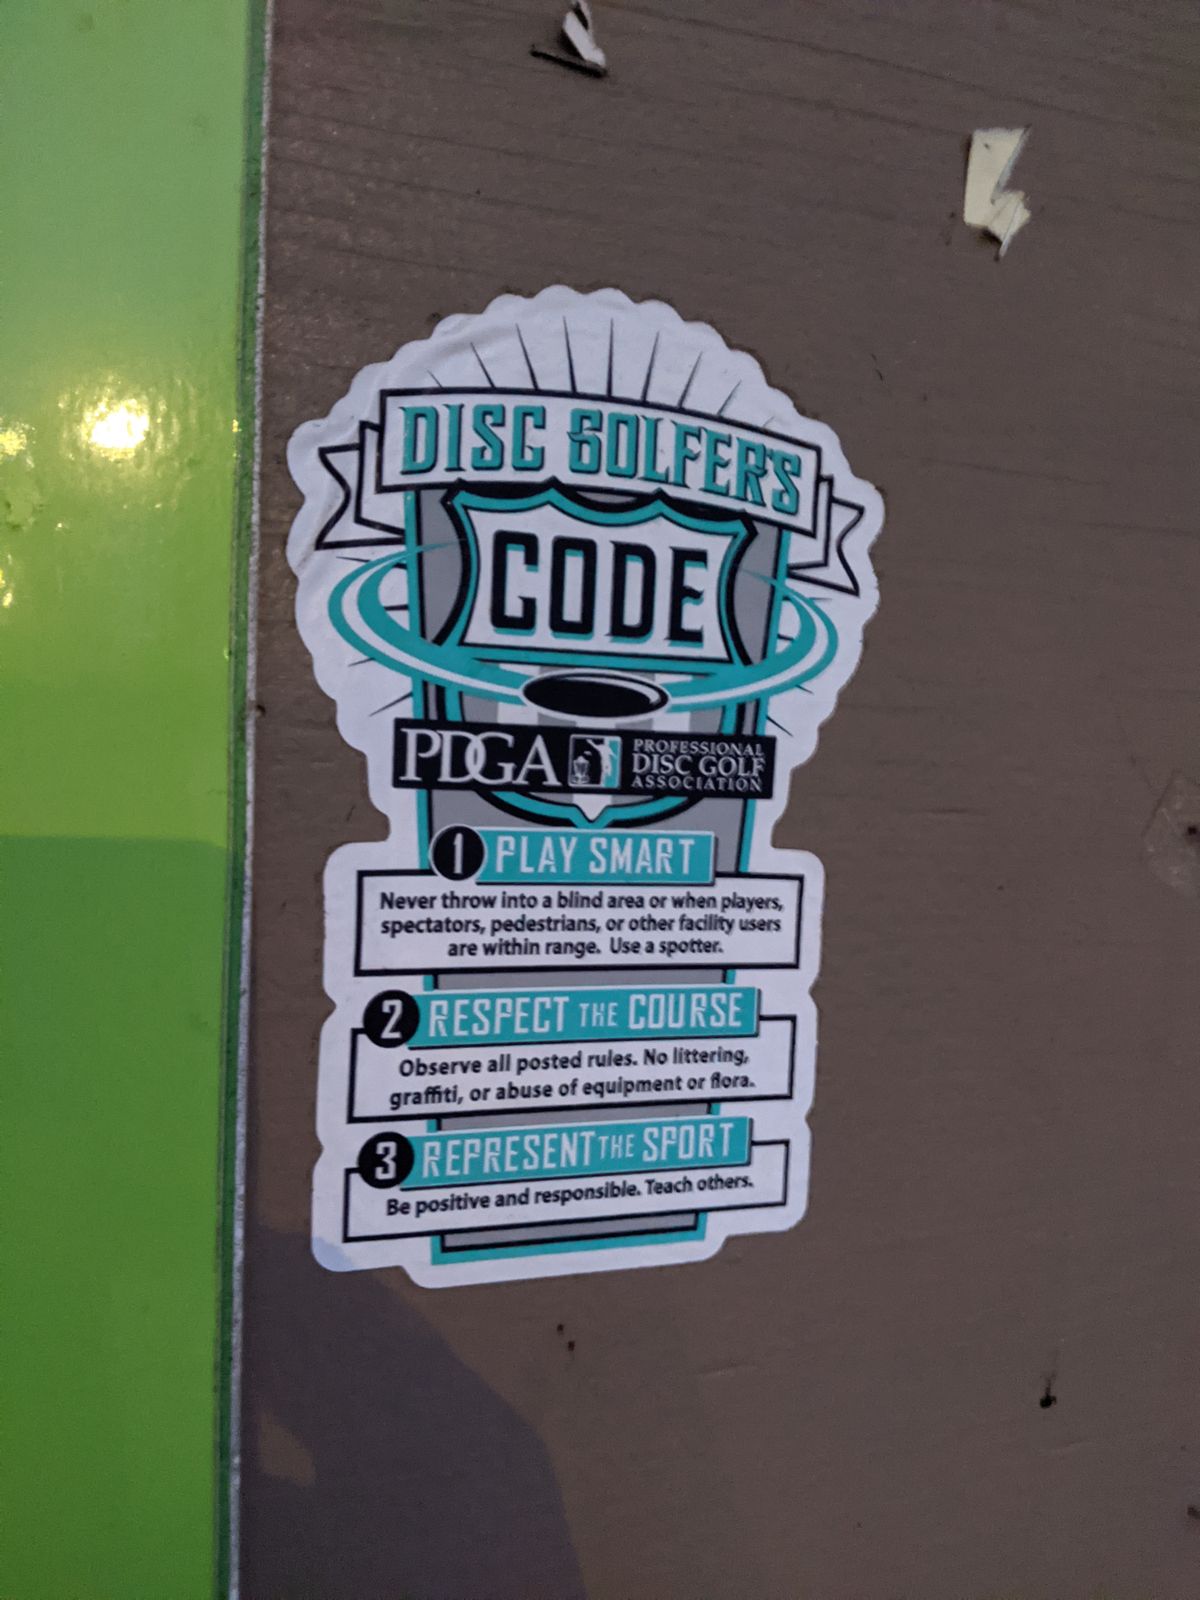 DISC GOLFER'S
CODE
PDGA
PROFESSIONAL
DISC GOLF
ASSOCIATION
1 PLAY SMART
Never throw into a blind area or when players,
spectators, pedestrians, or other facility users
are within range. Use a spotter.
2 RESPECT THE COURSE
Observe all posted rules. No littering,
graffiti, or abuse of equipment or flora.
3 REPRESENT THE SPORT
Be positive and responsible. Teach others.